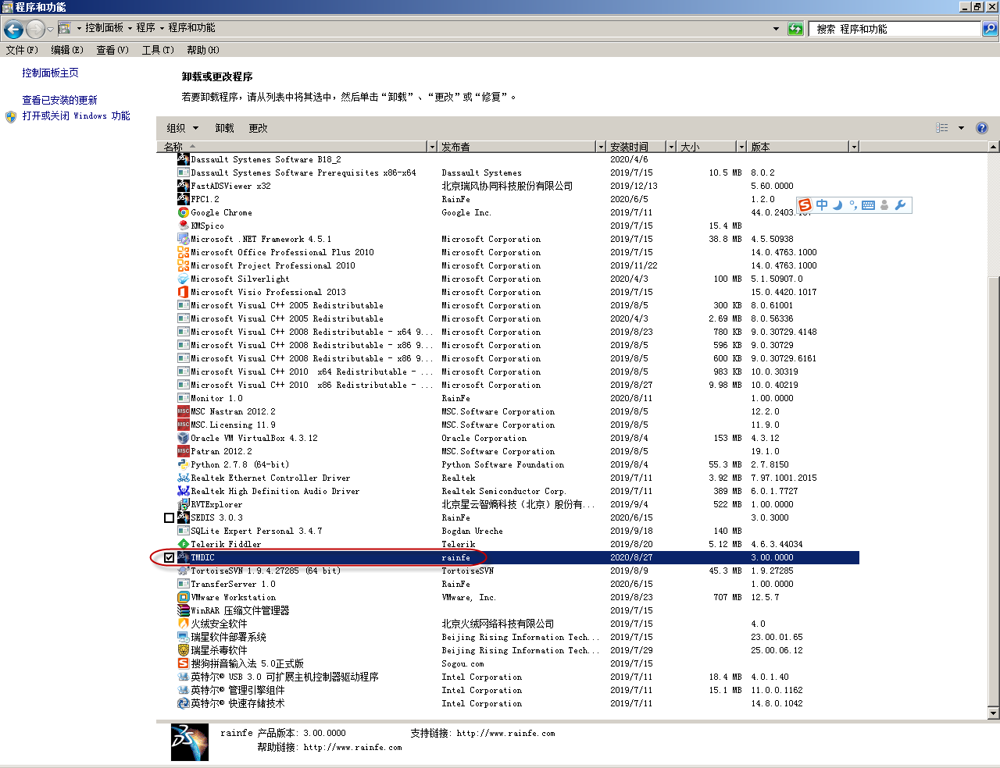 程序和功能
控制面板 程序 程序和功能 搜索 程序和功能
文件(F) 编辑(E) 查看(V) 工具(T) 帮助(H)
控制面板主页
查看已安装的更新
打开或关闭 Windows 功能
卸载或更改程序
若要卸载程序，请从列表中将其选中，然后单击“卸载”、“更改”或“修复”。
组织 卸载 更改
名称 发布者 安装时间 大小 版本
Dassault Systemes Software B18_2 2020/4/6
Dassault Systemes Software Prerequisites x86-x64 Dassault Systemes 2019/7/15 10.5 MB 8.0.2
FastADSViewer x32 北京瑞风协同科技股份有限公司 2019/12/13 5.60.0000
FPC1.2 RainFe 2020/6/5 1.2.0
中
Google Chrome Google Inc. 2019/7/11 44.0.2403.
KMSpico 2019/7/15 15.4 MB
Microsoft .NET Framework 4.5.1 Microsoft Corporation 2019/7/15 38.8 MB 4.5.50938
Microsoft Office Professional Plus 2010 Microsoft Corporation 2019/7/15 14.0.4763.1000
Microsoft Project Professional 2010 Microsoft Corporation 2019/11/22 14.0.4763.1000
Microsoft Silverlight Microsoft Corporation 2020/4/3 100 MB 5.1.50907.0
Microsoft Visio Professional 2013 Microsoft Corporation 2019/7/15 15.0.4420.1017
Microsoft Visual C++ 2005 Redistributable Microsoft Corporation 2019/8/5 300 KB 8.0.61001
Microsoft Visual C++ 2005 Redistributable Microsoft Corporation 2020/4/3 2.69 MB 8.0.56336
Microsoft Visual C++ 2008 Redistributable - x64 9... Microsoft Corporation 2019/8/23 780 KB 9.0.30729.4148
Microsoft Visual C++ 2008 Redistributable - x86 9... Microsoft Corporation 2019/8/5 596 KB 9.0.30729
Microsoft Visual C++ 2008 Redistributable - x86 9... Microsoft Corporation 2019/8/5 600 KB 9.0.30729.6161
Microsoft Visual C++ 2010 x64 Redistributable - ... Microsoft Corporation 2019/8/5 983 KB 10.0.30319
Microsoft Visual C++ 2010 x86 Redistributable - ... Microsoft Corporation 2019/8/27 9.98 MB 10.0.40219
Monitor 1.0 RainFe 2020/8/11 1.00.0000
MSC Nastran 2012.2 MSC.Software Corporation 2019/8/5 12.2.0
MSC.Licensing 11.9 MSC.Software Corporation 2019/8/5 11.9.0
Oracle VM VirtualBox 4.3.12 Oracle Corporation 2019/8/4 153 MB 4.3.12
Patran 2012.2 MSC.Software Corporation 2019/8/5 19.1.0
Python 2.7.8 (64-bit) Python Software Foundation 2019/8/4 55.3 MB 2.7.8150
Realtek Ethernet Controller Driver Realtek 2019/7/11 3.92 MB 7.97.1001.2015
Realtek High Definition Audio Driver Realtek Semiconductor Corp. 2019/7/11 389 MB 6.0.1.7727
RVTExplorer 北京星云智熵科技（北京）股份有... 2019/9/4 522 MB 1.00.0000
SEDIS 3.0.3 RainFe 2020/6/15 3.0.3000
SQLite Expert Personal 3.4.7 Bogdan Ureche 2019/9/18 140 MB
Telerik Fiddler Telerik 2019/8/20 5.12 MB 4.6.3.44034
TMDIC rainfe 2020/8/27 3.00.0000
TortoiseSVN 1.9.4.27285 (64 bit) TortoiseSVN 2019/8/9 45.3 MB 1.9.27285
TransferServer 1.0 RainFe 2020/6/15 1.00.0000
VMware Workstation VMware, Inc. 2019/8/23 707 MB 12.5.7
WinRAR 压缩文件管理器 2019/7/15
火绒安全软件 北京火绒网络科技有限公司 2019/7/15 4.0
瑞星软件部署系统 Beijing Rising Information Tech... 2019/7/15 23.00.01.65
瑞星杀毒软件 Beijing Rising Information Tech... 2019/7/29 25.00.06.12
搜狗拼音输入法 5.0正式版 Sogou.com 2019/7/15
英特尔® USB 3.0 可扩展主机控制器驱动程序 Intel Corporation 2019/7/11 18.4 MB 4.0.1.40
英特尔® 管理引擎组件 Intel Corporation 2019/7/11 15.1 MB 11.0.0.1162
英特尔® 快速存储技术 Intel Corporation 2019/7/11 14.8.0.1042
rainfe 产品版本: 3.00.0000 支持链接: http://www.rainfe.com
帮助链接: http://www.rainfe.com